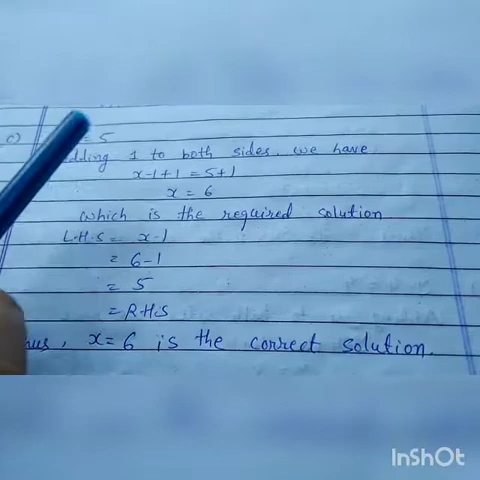 c) = 5
dding 1 to both sides, we have
x-1+1 = 5+1
x = 6
which is the required solution
L.H.S = x-1
= 6-1
= 5
= R.H.S
hus, x=6 is the correct solution.
InShOt